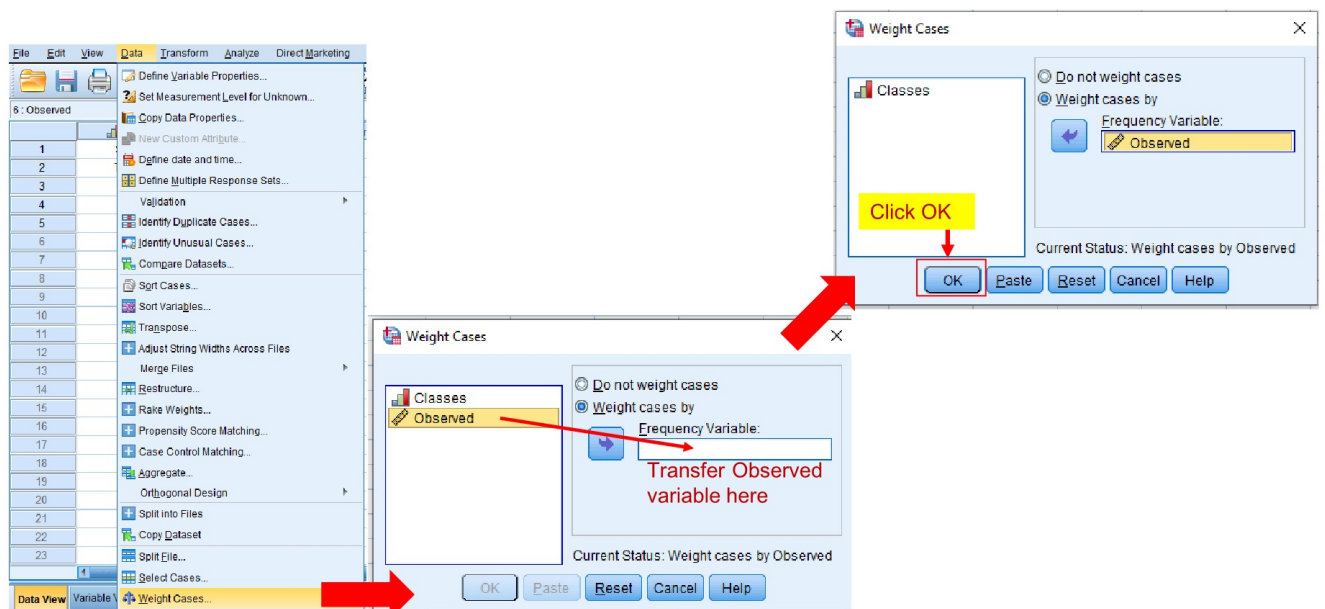 File Edit View Data Transform Analyze Direct Marketing
6 : Observed
1
2
3
4
5
6
7
8
9
10
11
12
13
14
15
16
17
18
19
20
21
22
23
Data View Variable V
Define Variable Properties...
Set Measurement Level for Unknown...
Copy Data Properties...
New Custom Attribute...
Define date and time...
Define Multiple Response Sets...
Validation
Identify Duplicate Cases...
Identify Unusual Cases...
Compare Datasets...
Sort Cases...
Sort Variables...
Transpose...
Adjust String Widths Across Files
Merge Files
Restructure...
Rake Weights...
Propensity Score Matching...
Case Control Matching...
Aggregate...
Orthogonal Design
Split into Files
Copy Dataset
Split File...
Select Cases...
Weight Cases...
Weight Cases
Classes
Observed
Do not weight cases
Weight cases by
Frequency Variable:
Transfer Observed
variable here
Current Status: Weight cases by Observed
OK Paste Reset Cancel Help
Weight Cases
Classes
Do not weight cases
Weight cases by
Frequency Variable:
Observed
Click OK
Current Status: Weight cases by Observed
OK Paste Reset Cancel Help